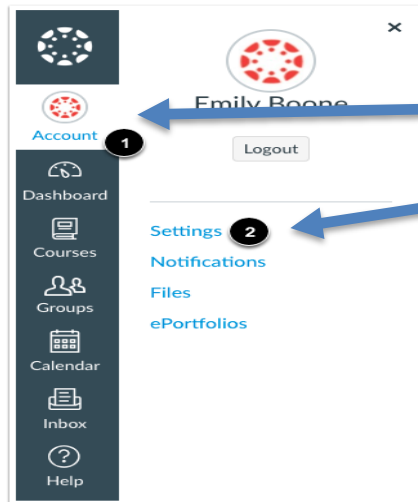 ×
Emily Boone
Logout
Account
1
Dashboard
Courses
Groups
Calendar
Inbox
Help
Settings 2
Notifications
Files
ePortfolios